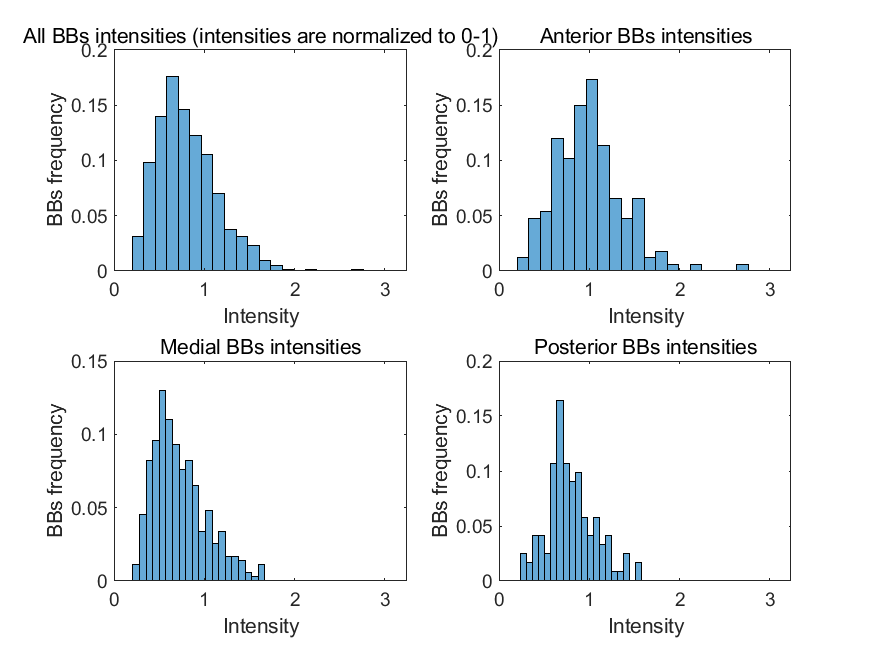 All BBs intensities (intensities are normalized to 0-1)
0.2
0.15
0.1
0.05
0
BBs frequency
0 1 2 3
Intensity
Anterior BBs intensities
0.2
0.15
0.1
0.05
0
BBs frequency
0 1 2 3
Intensity
Medial BBs intensities
0.15
0.1
0.05
0
BBs frequency
0 1 2 3
Intensity
Posterior BBs intensities
0.2
0.15
0.1
0.05
0
BBs frequency
0 1 2 3
Intensity